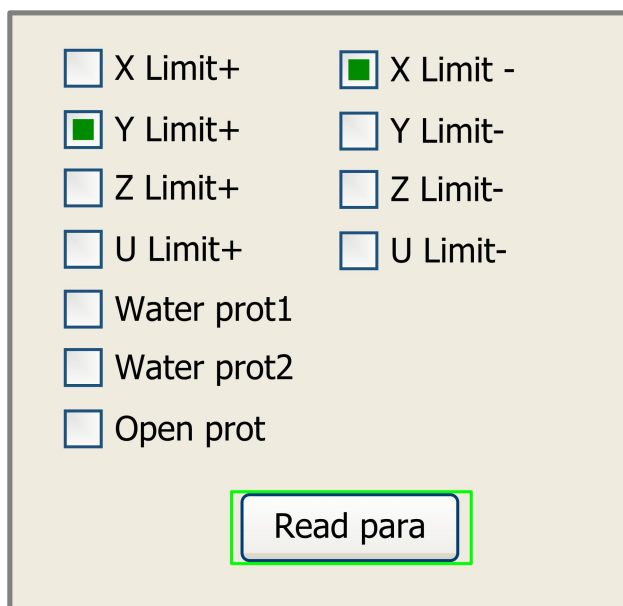 X Limit+ X Limit -
Y Limit+ Y Limit-
Z Limit+ Z Limit-
U Limit+ U Limit-
Water prot1
Water prot2
Open prot
Read para